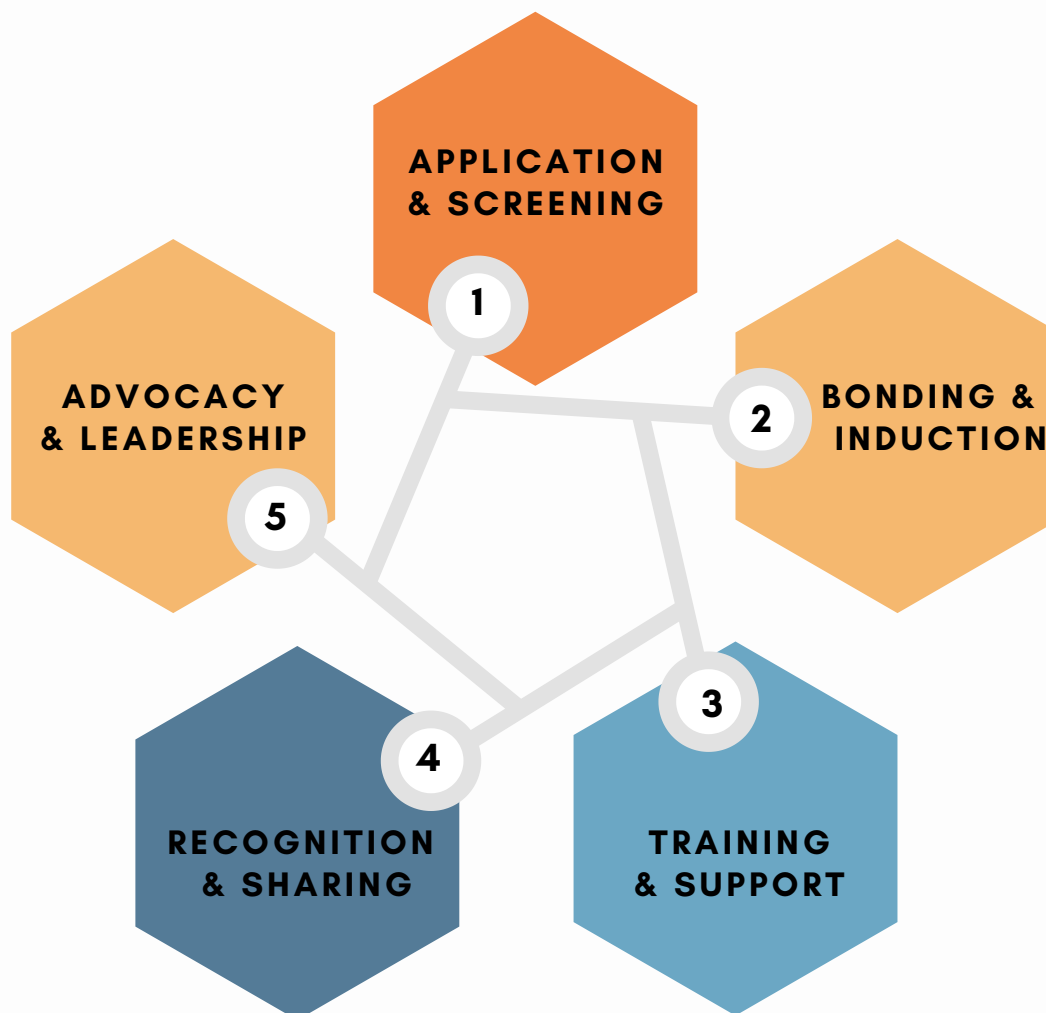 APPLICATION
& SCREENING
1
BONDING &
INDUCTION
2
TRAINING
& SUPPORT
3
RECOGNITION
& SHARING
4
ADVOCACY
& LEADERSHIP
5